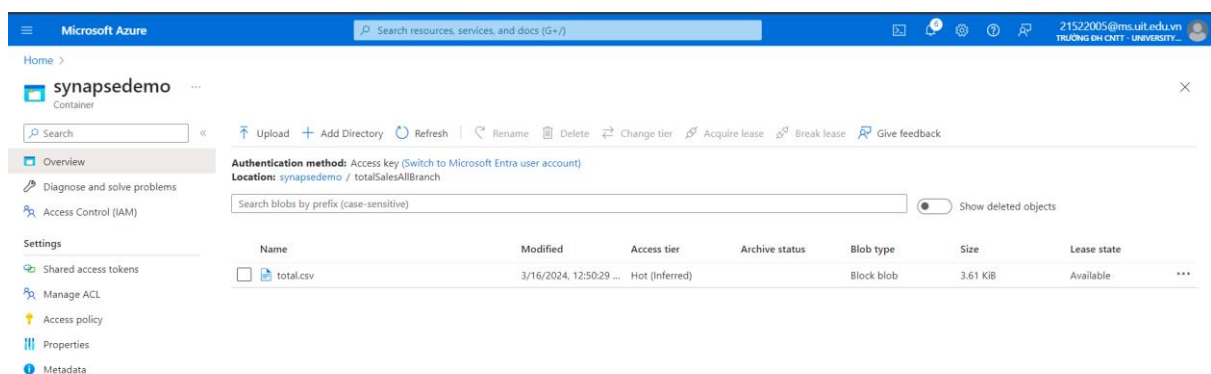 Microsoft Azure
Search resources, services, and docs (G+/)
6
21522005@ms.uit.edu.vn
TRƯỜNG ĐH CNTT - UNIVERSITY...
Home >
synapsedemo ...
Container
Search
Upload Add Directory Refresh Rename Delete Change tier Acquire lease Break lease Give feedback
Overview
Diagnose and solve problems
Access Control (IAM)
Settings
Shared access tokens
Manage ACL
Access policy
Properties
Metadata
Authentication method: Access key (Switch to Microsoft Entra user account)
Location: synapsedemo / totalSalesAllBranch
Search blobs by prefix (case-sensitive)
Show deleted objects
Name Modified Access tier Archive status Blob type Size Lease state
total.csv 3/16/2024, 12:50:29 ... Hot (Inferred) Block blob 3.61 KiB Available ...